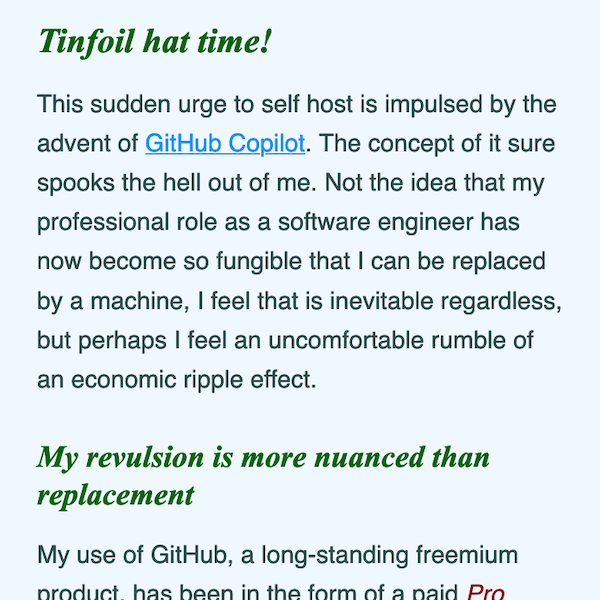 Tinfoil hat time!
This sudden urge to self host is impulsed by the
advent of GitHub Copilot. The concept of it sure
spooks the hell out of me. Not the idea that my
professional role as a software engineer has
now become so fungible that I can be replaced
by a machine, I feel that is inevitable regardless,
but perhaps I feel an uncomfortable rumble of
an economic ripple effect.
My revulsion is more nuanced than
replacement
My use of GitHub, a long-standing freemium
product, has been in the form of a paid Pro